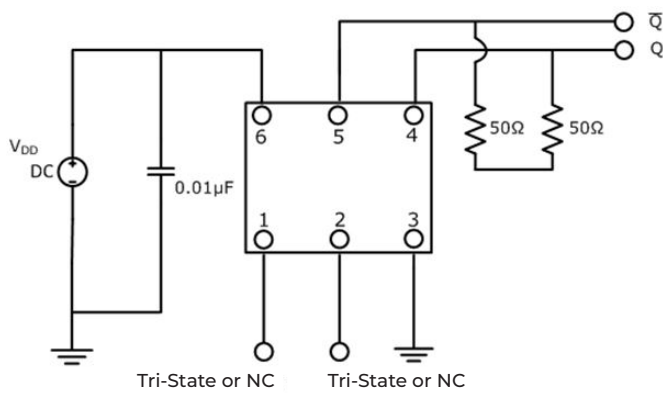 Q̅
Q
6
5
4
50Ω
50Ω
V_DD
DC
+
-
0.01µF
1
2
3
Tri-State or NC
Tri-State or NC